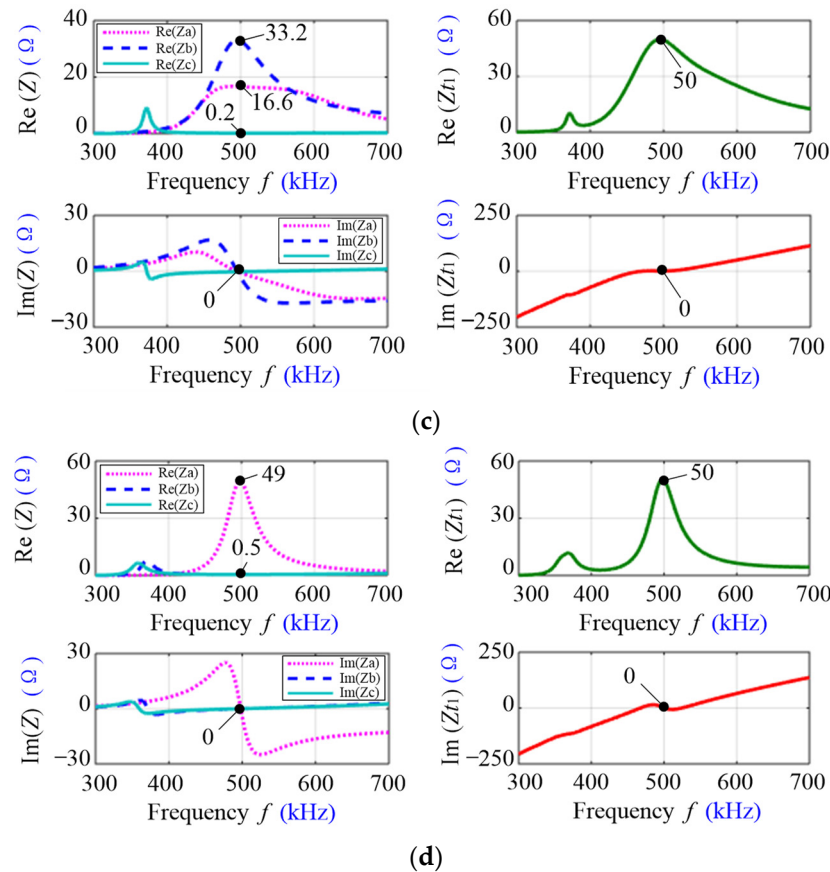 Re (Z) (Ω)
40
20
0
Re(Za)
Re(Zb)
Re(Zc)
33.2
16.6
0.2
300 400 500 600 700
Frequency f (kHz)
Re (Zt1) (Ω)
60
40
20
0
50
300 400 500 600 700
Frequency f (kHz)
Im(Z) (Ω)
30
0
−30
Im(Za)
Im(Zb)
Im(Zc)
0
300 400 500 600 700
Frequency f (kHz)
Im (Zt1) (Ω)
250
0
−250
0
300 400 500 600 700
Frequency f (kHz)
(c)
Re (Z) (Ω)
60
30
0
Re(Za)
Re(Zb)
Re(Zc)
49
0.5
300 400 500 600 700
Frequency f (kHz)
Re (Zt1) (Ω)
60
30
0
50
300 400 500 600 700
Frequency f (kHz)
Im(Z) (Ω)
30
0
−30
Im(Za)
Im(Zb)
Im(Zc)
0
300 400 500 600 700
Frequency f (kHz)
Im (Zt1) (Ω)
250
0
−250
0
300 400 500 600 700
Frequency f (kHz)
(d)